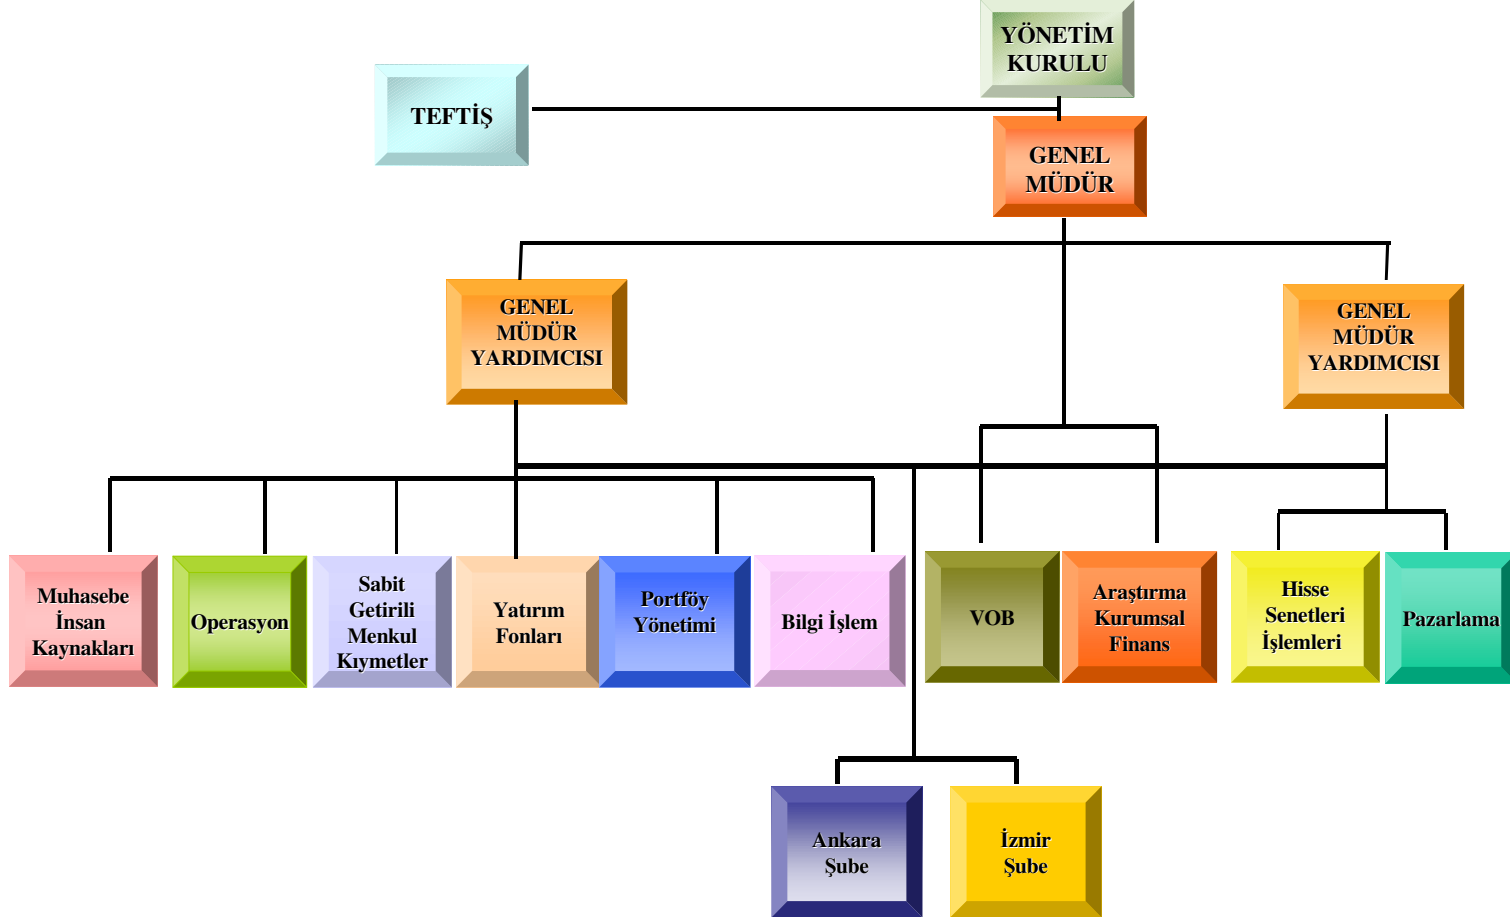 YÖNETİM
KURULU
TEFTİŞ
GENEL
MÜDÜR
GENEL
MÜDÜR
YARDIMCISI
GENEL
MÜDÜR
YARDIMCISI
Muhasebe
İnsan
Kaynakları
Operasyon
Sabit
Getirili
Menkul
Kıymetler
Yatırım
Fonları
Portföy
Yönetimi
Bilgi İşlem
VOB
Araştırma
Kurumsal
Finans
Hisse
Senetleri
İşlemleri
Pazarlama
Ankara
Şube
İzmir
Şube